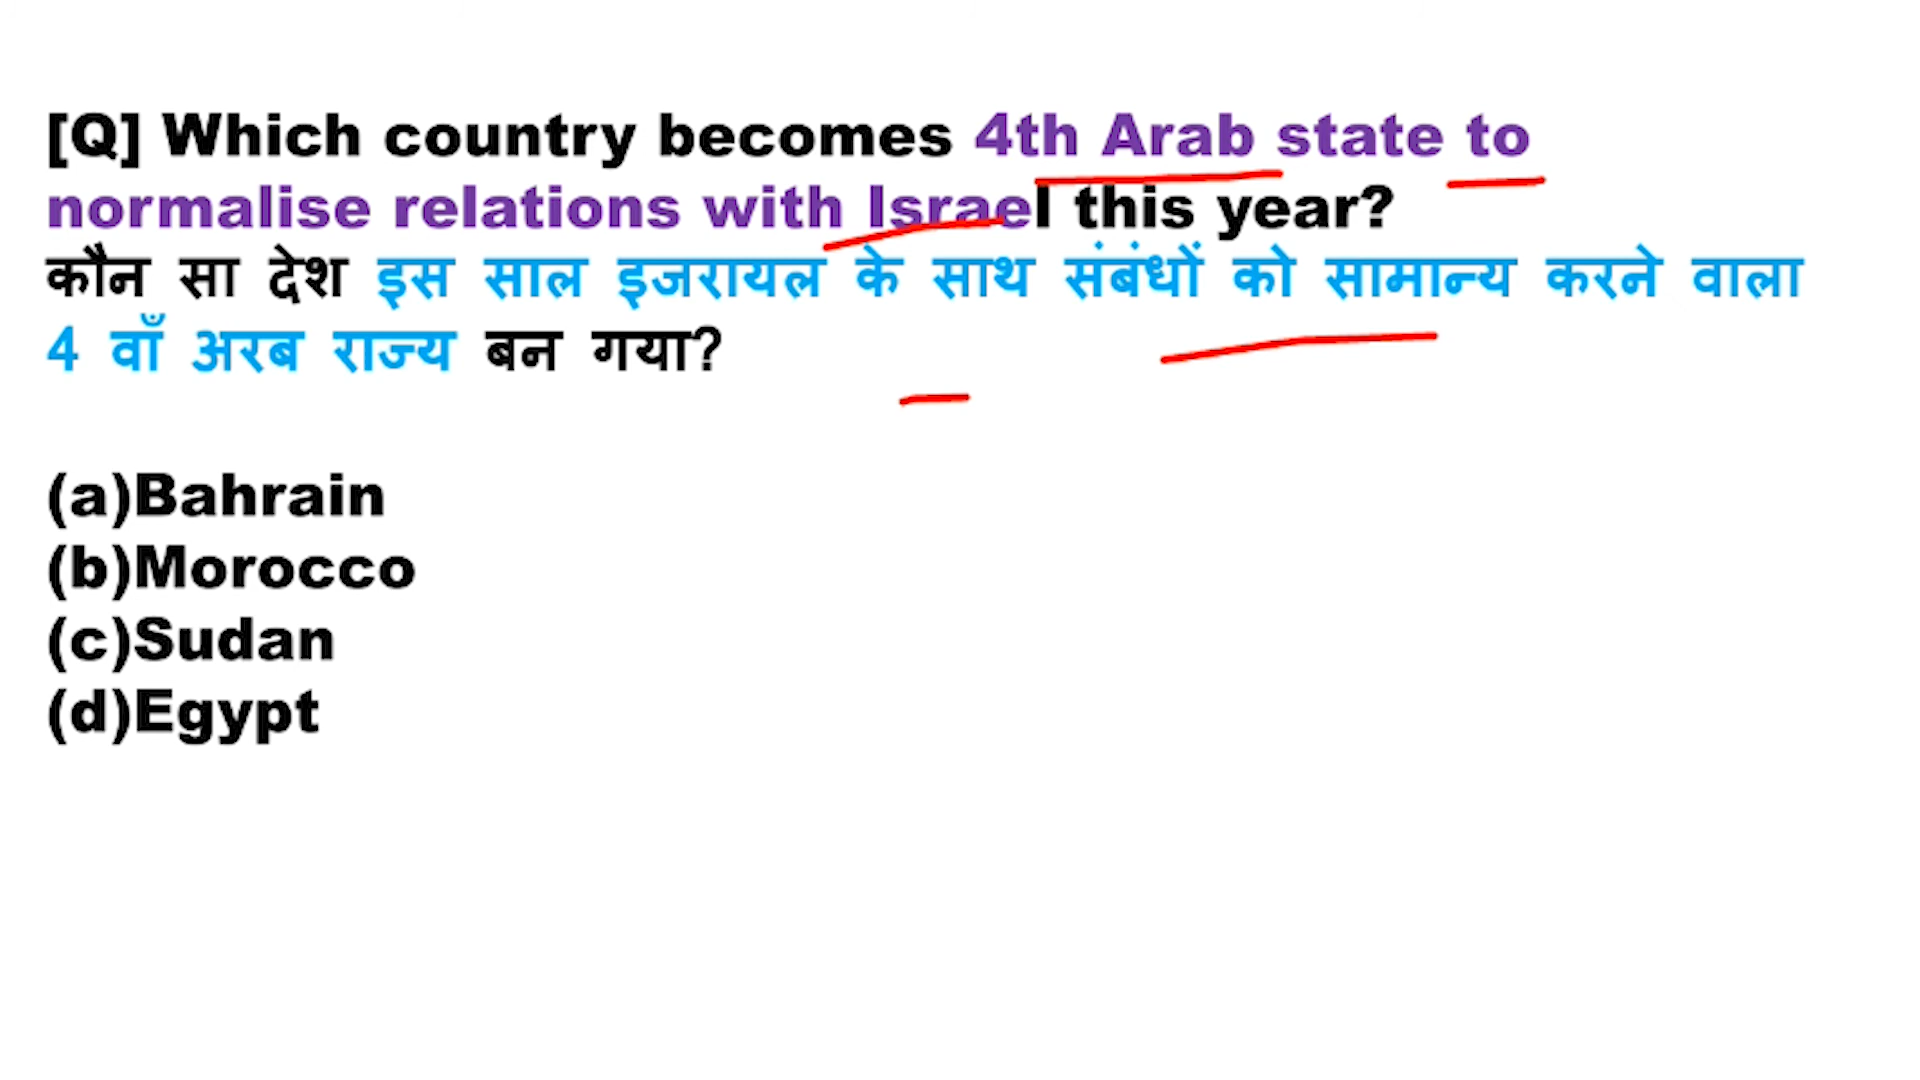 [Q] Which country becomes 4th Arab state to
normalise relations with Israel this year?
कौन सा देश इस साल इजरायल के साथ संबंधों को सामान्य करने वाला
4 वाँ अरब राज्य बन गया?
(a)Bahrain
(b)Morocco
(c)Sudan
(d)Egypt